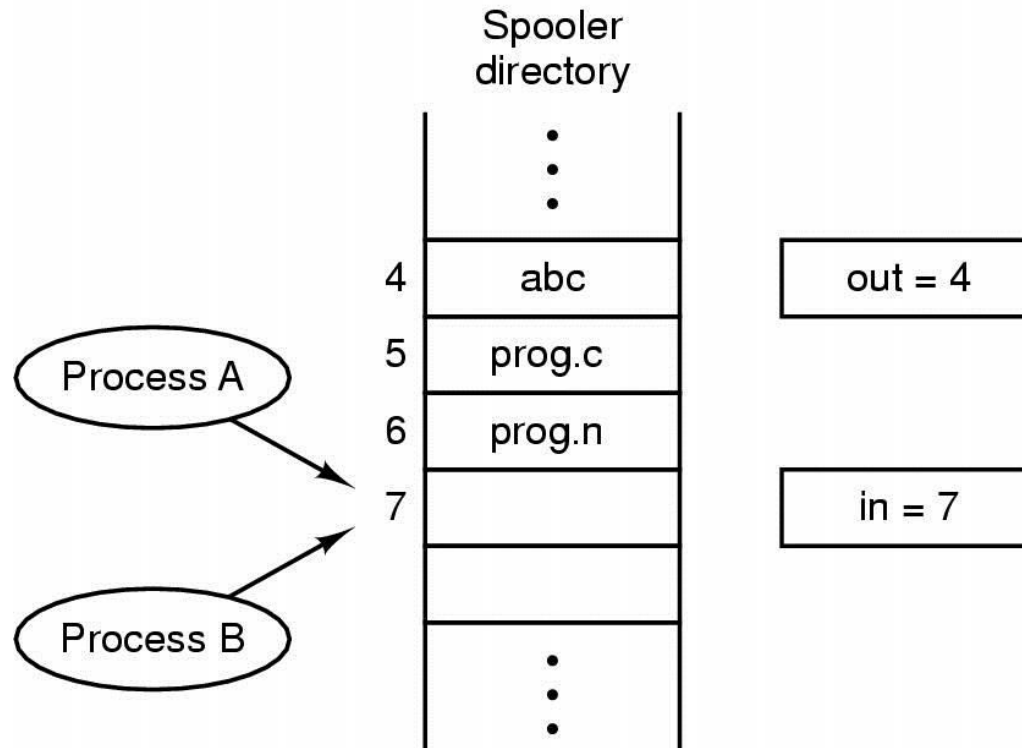 Spooler
directory
4 abc out = 4
Process A
5 prog.c
6 prog.n
7 in = 7
Process B